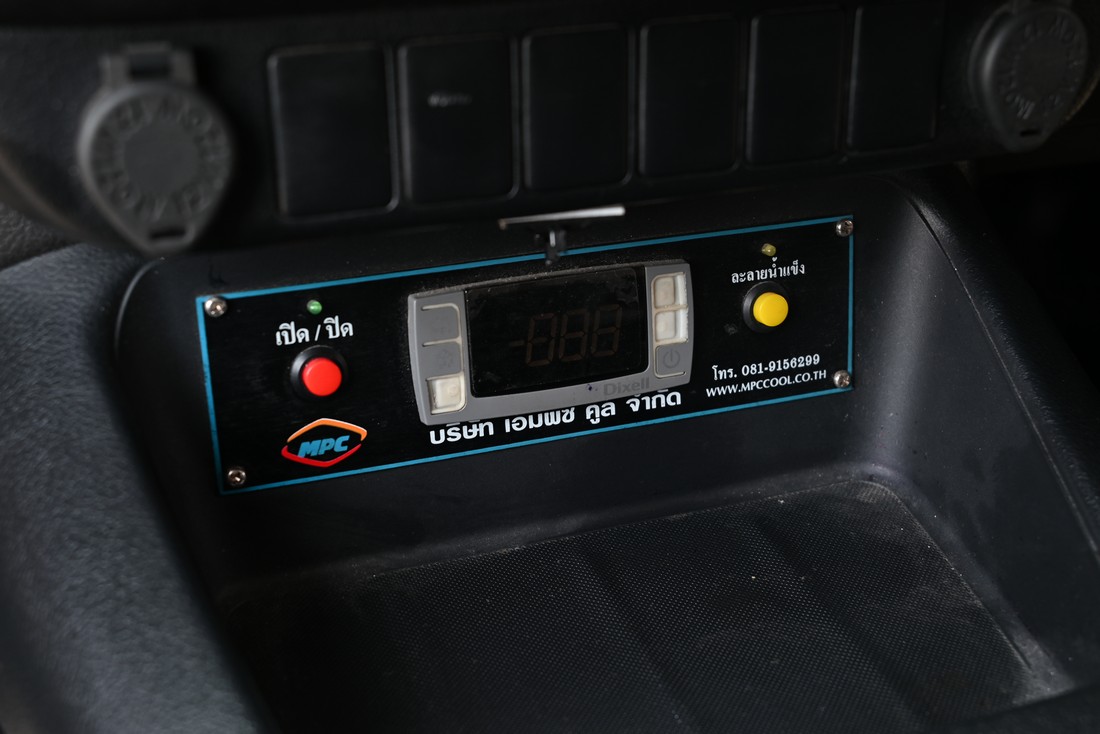 เปิด / ปิด
ละลายน้ำแข็ง
Dixell
โทร. 081-9156299
WWW.MPCCOOL.CO.TH
MPC
บริษัท เอ็มพีซี คูล จำกัด